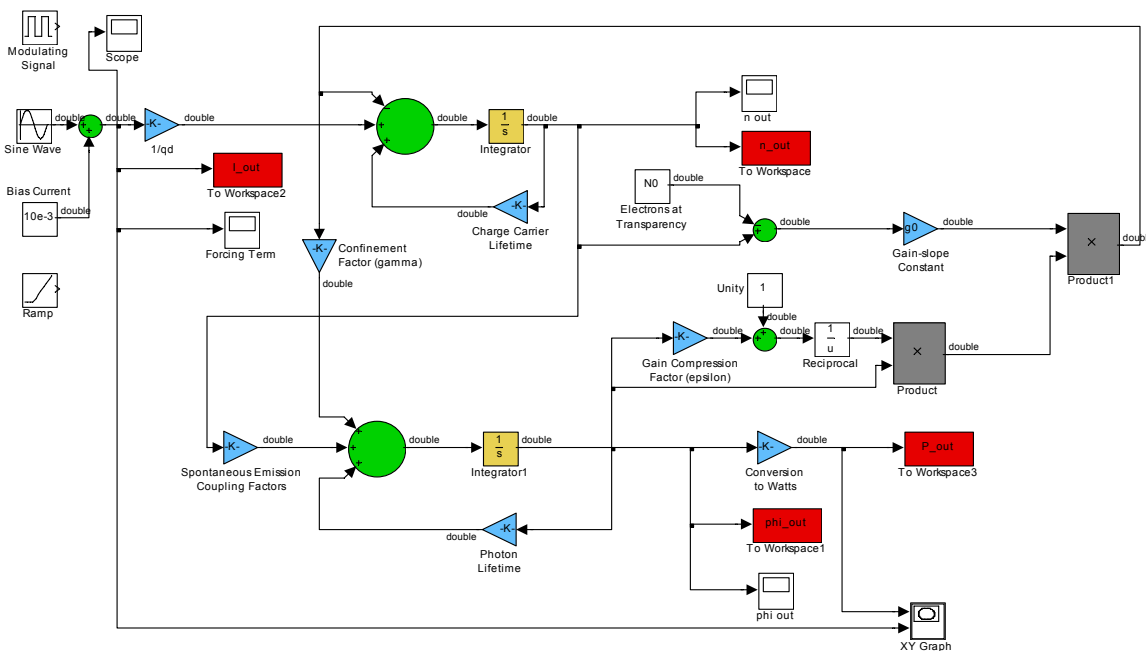 Modulating
Signal
Scope
Sine Wave
double
+
+
double
-K-
1/qd
double
I_out
To Workspace2
Bias Current
10e-3
double
Forcing Term
Ramp
−
+
+
double
1
s
Integrator
double
-K-
double
Charge Carrier
Lifetime
n out
n_out
To Workspace
N0
double
Electrons at
Transparency
−
+
double
g0
double
Gain-slope
Constant
×
double
Product1
-K-
Confinement
Factor (gamma)
double
Unity
1
double
-K-
double
+
+
double
1
u
double
Reciprocal
Gain Compression
Factor (epsilon)
×
double
Product
-K-
double
Spontaneous Emission
Coupling Factors
+
+
+
double
1
s
double
Integrator1
-K-
double
Conversion
to Watts
P_out
To Workspace3
double
-K-
Photon
Lifetime
phi_out
To Workspace1
phi out
XY Graph